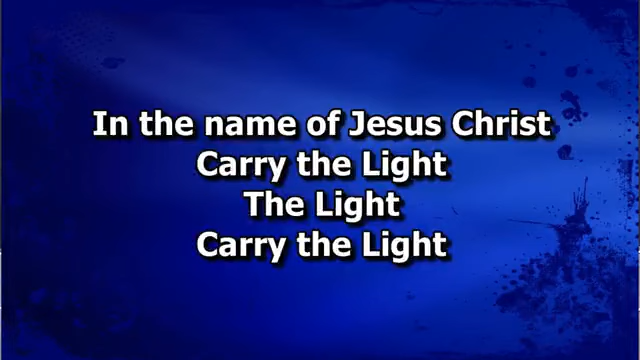 In the name of Jesus Christ
Carry the Light
The Light
Carry the Light